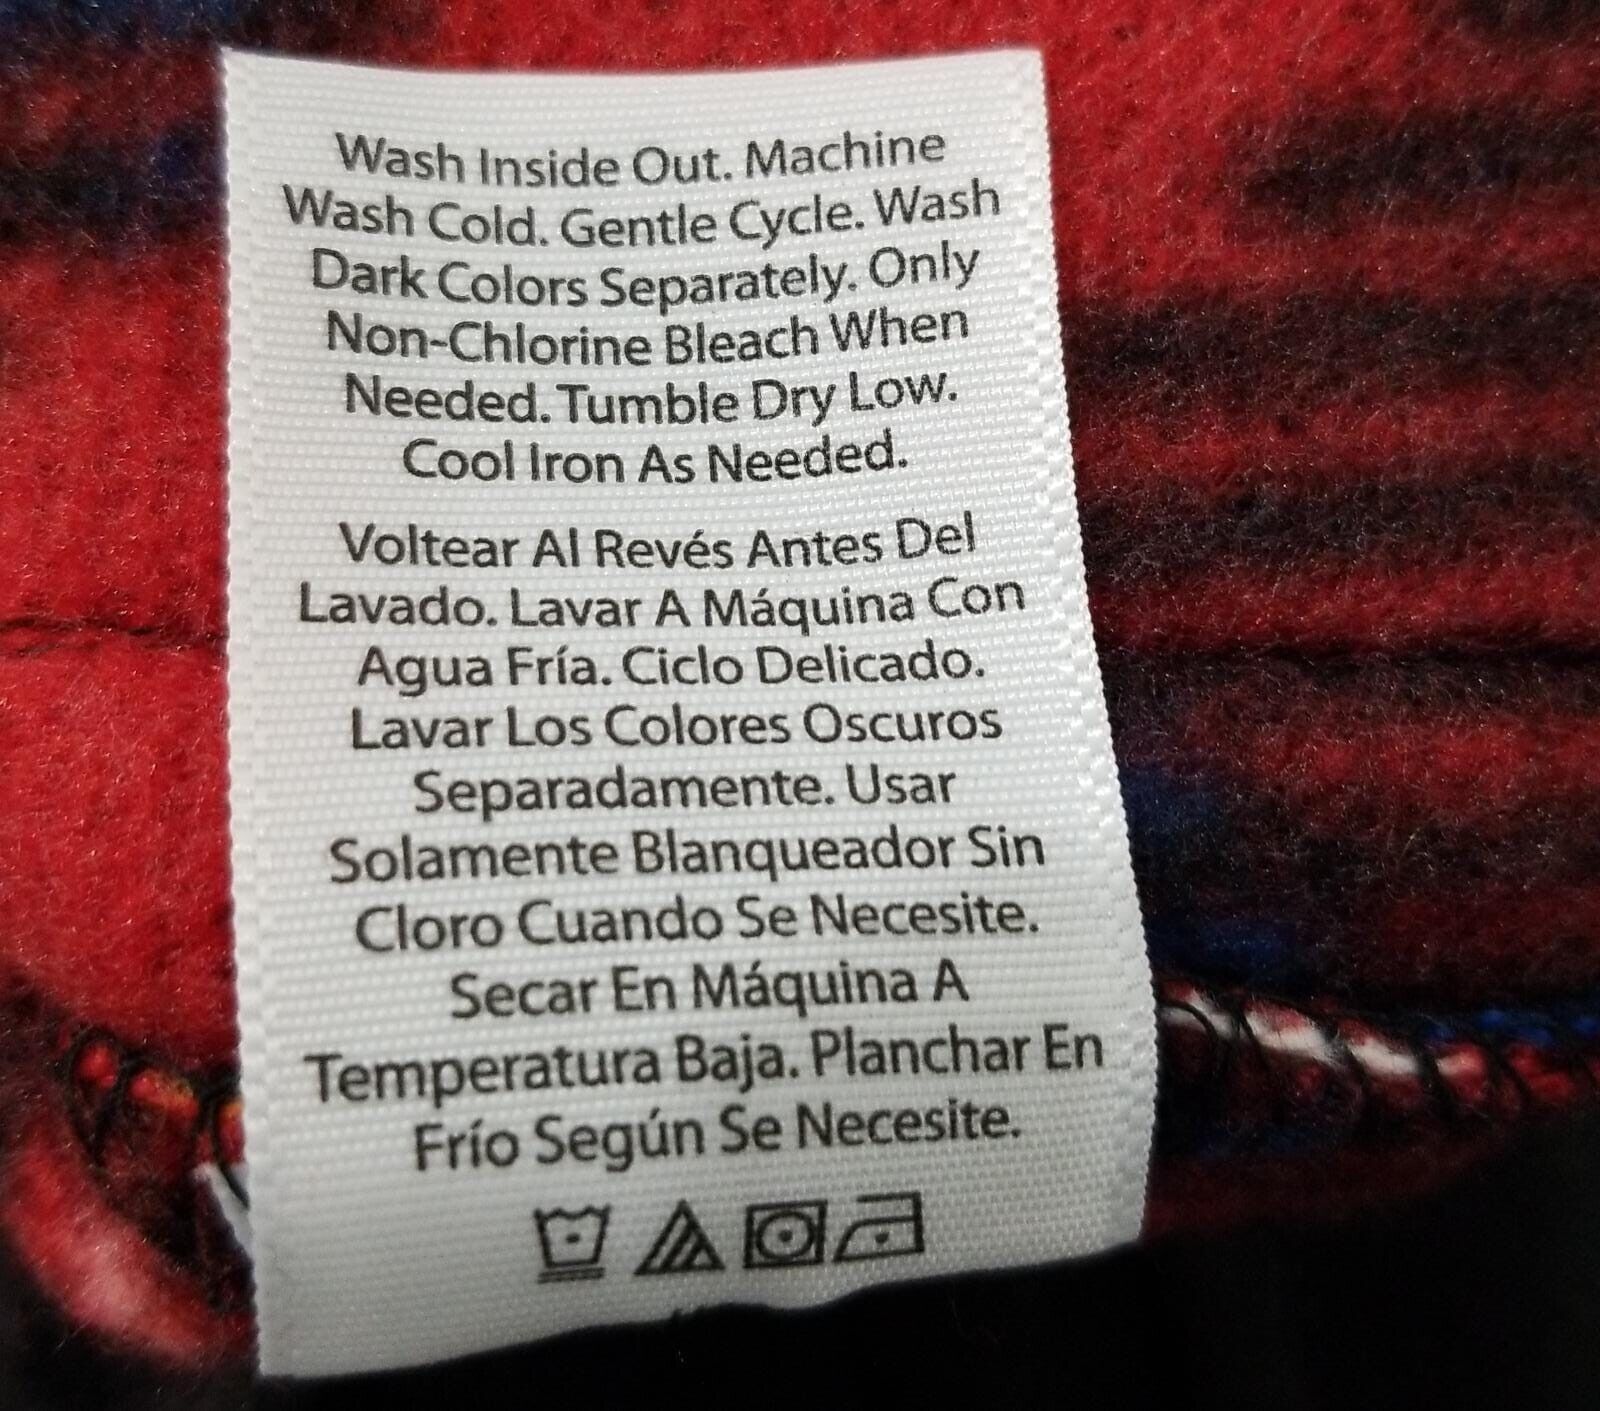 Wash Inside Out. Machine
Wash Cold. Gentle Cycle. Wash
Dark Colors Separately. Only
Non-Chlorine Bleach When
Needed. Tumble Dry Low.
Cool Iron As Needed.
Voltear Al Revés Antes Del
Lavado. Lavar A Máquina Con
Agua Fría. Ciclo Delicado.
Lavar Los Colores Oscuros
Separadamente. Usar
Solamente Blanqueador Sin
Cloro Cuando Se Necesite.
Secar En Máquina A
Temperatura Baja. Planchar En
Frío Según Se Necesite.